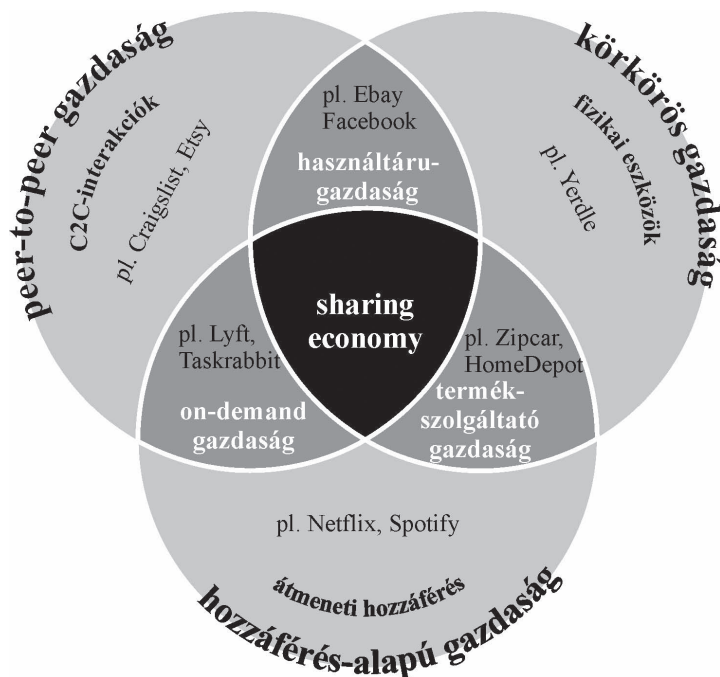 peer-to-peer gazdaság
C2C-interakciók
pl. Craigslist, Etsy
pl. Ebay
Facebook
használtáru-
gazdaság
körkörös gazdaság
fizikai eszközök
pl. Yerdle
sharing
economy
pl. Lyft,
Taskrabbit
on-demand
gazdaság
pl. Zipcar,
HomeDepot
termék-
szolgáltató
gazdaság
pl. Netflix, Spotify
átmeneti hozzáférés
hozzáférés-alapú gazdaság